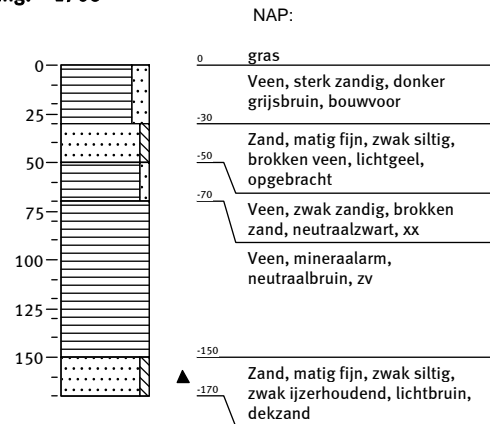 NAP:
0 gras
0
Veen, sterk zandig, donker
grijsbruin, bouwvoor
25
-30
Zand, matig fijn, zwak siltig,
brokken veen, lichtgeel,
opgebracht
50
-50
-70
Veen, zwak zandig, brokken
zand, neutraalzwart, xx
75
Veen, mineraalarm,
neutraalbruin, zv
100
125
150
-150
Zand, matig fijn, zwak siltig,
zwak ijzerhoudend, lichtbruin,
dekzand
-170